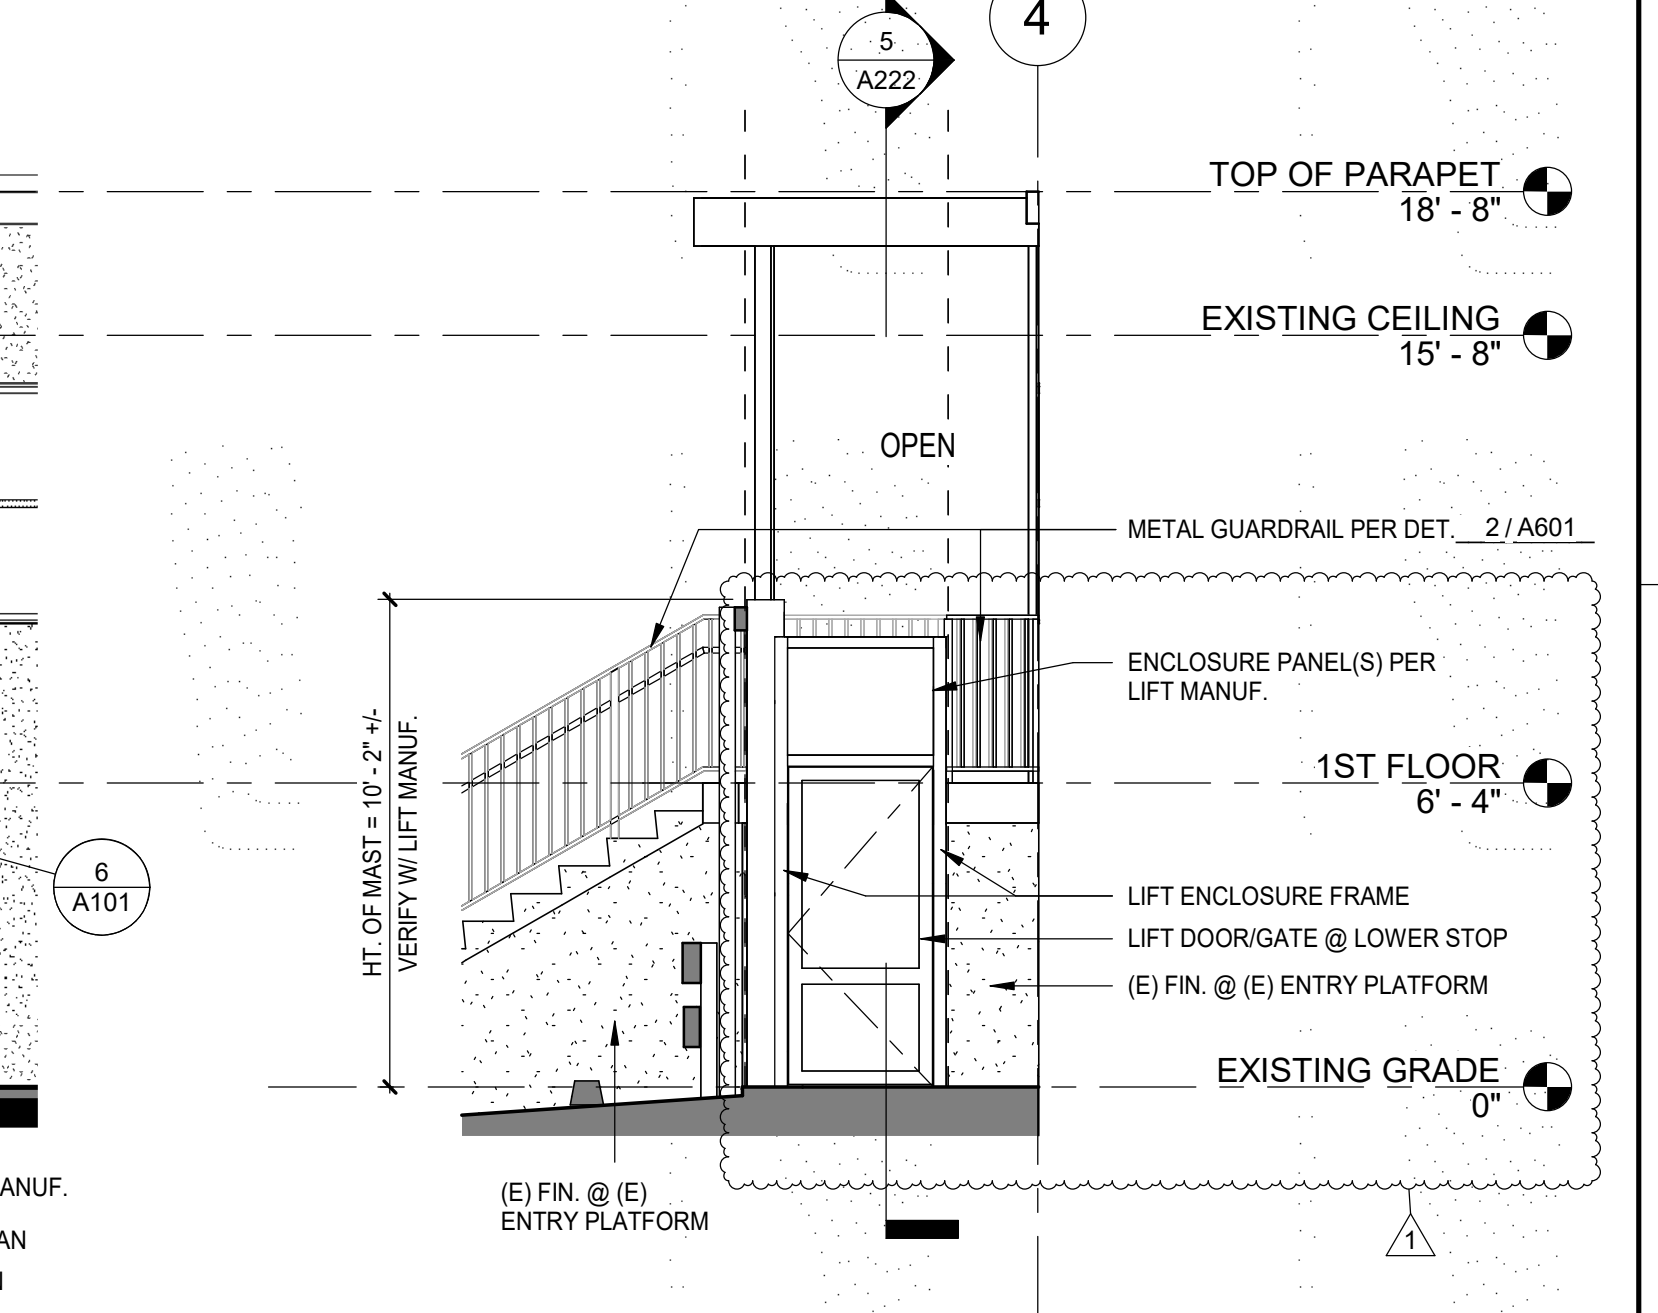 5
A222
4
TOP OF PARAPET
18' - 8"
EXISTING CEILING
15' - 8"
OPEN
METAL GUARDRAIL PER DET. 2 / A601
ENCLOSURE PANEL(S) PER
LIFT MANUF.
1ST FLOOR
6' - 4"
HT. OF MAST = 10' - 2" +/-
VERIFY W/ LIFT MANUF.
6
A101
LIFT ENCLOSURE FRAME
LIFT DOOR/GATE @ LOWER STOP
(E) FIN. @ (E) ENTRY PLATFORM
EXISTING GRADE
0"
ANUF.
(E) FIN. @ (E)
ENTRY PLATFORM
AN
1